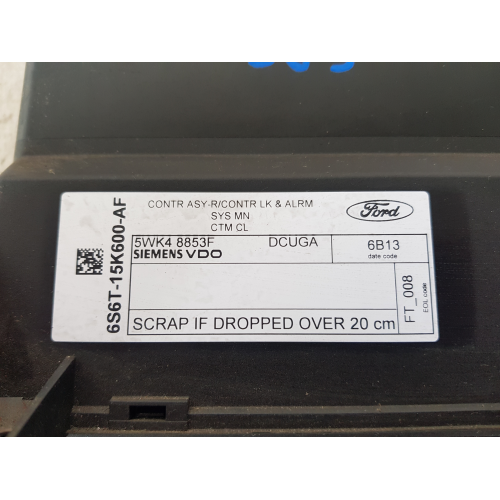 6S6T-15K600-AF
CONTR ASY-R/CONTR LK & ALRM
SYS MN
CTM CL
Ford
5WK4 8853F DCUGA
SIEMENS VDO
6B13
date code
FT_008
EOL code
SCRAP IF DROPPED OVER 20 cm